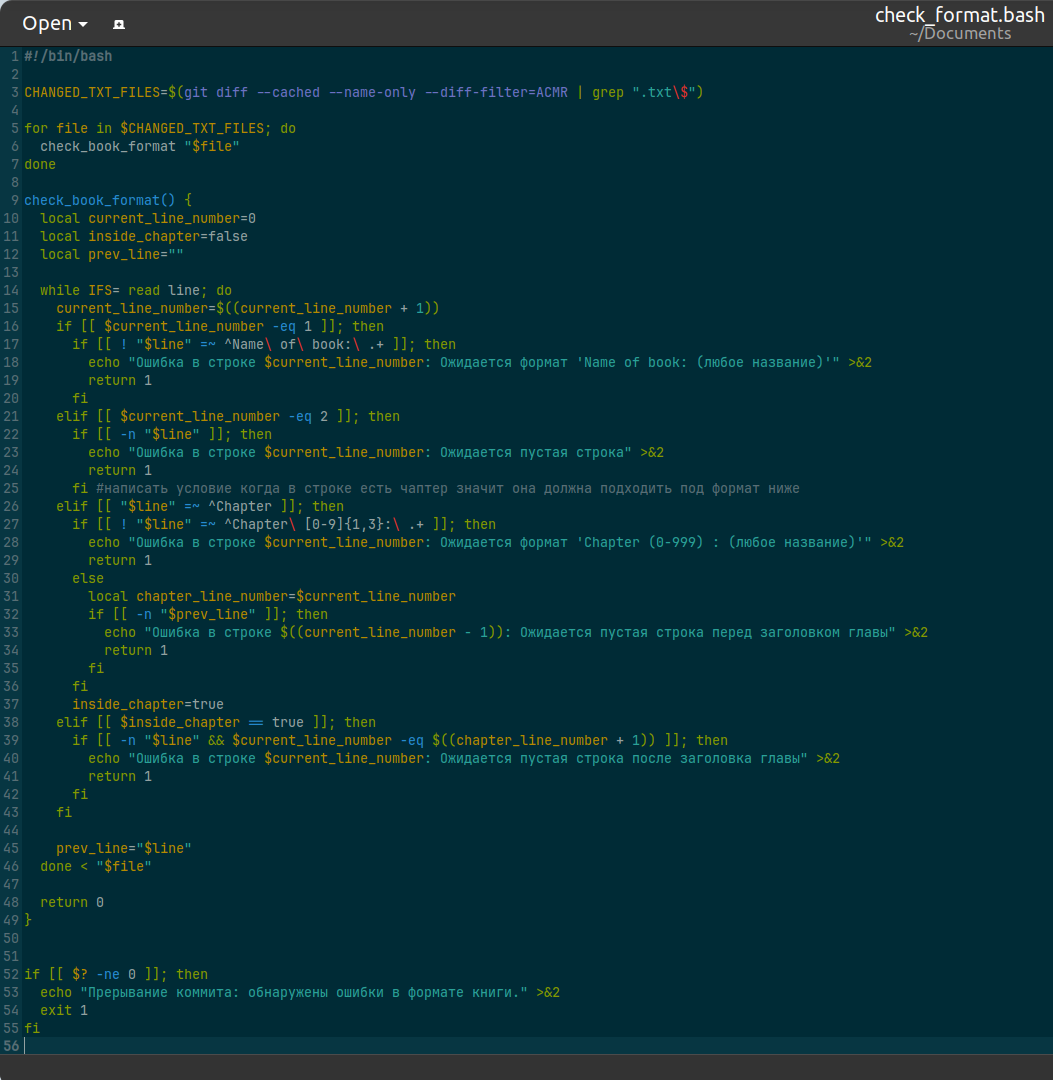 Open
check_format.bash
~/Documents
1 #!/bin/bash
2
3 CHANGED_TXT_FILES=$(git diff --cached --name-only --diff-filter=ACMR | grep ".txt\$")
4
5 for file in $CHANGED_TXT_FILES; do
6   check_book_format "$file"
7 done
8
9 check_book_format() {
10   local current_line_number=0
11   local inside_chapter=false
12   local prev_line=""
13
14   while IFS= read line; do
15     current_line_number=$((current_line_number + 1))
16     if [[ $current_line_number -eq 1 ]]; then
17       if [[ ! "$line" =~ ^Name\ of\ book:\ .+ ]]; then
18         echo "Ошибка в строке $current_line_number: Ожидается формат 'Name of book: (любое название)'" >&2
19         return 1
20       fi
21     elif [[ $current_line_number -eq 2 ]]; then
22       if [[ -n "$line" ]]; then
23         echo "Ошибка в строке $current_line_number: Ожидается пустая строка" >&2
24         return 1
25       fi #написать условие когда в строке есть чаптер значит она должна подходить под формат ниже
26     elif [[ "$line" =~ ^Chapter ]]; then
27       if [[ ! "$line" =~ ^Chapter\ [0-9]{1,3}:\ .+ ]]; then
28         echo "Ошибка в строке $current_line_number: Ожидается формат 'Chapter (0-999) : (любое название)'" >&2
29         return 1
30       else
31         local chapter_line_number=$current_line_number
32         if [[ -n "$prev_line" ]]; then
33           echo "Ошибка в строке $((current_line_number - 1)): Ожидается пустая строка перед заголовком главы" >&2
34           return 1
35         fi
36       fi
37       inside_chapter=true
38     elif [[ $inside_chapter == true ]]; then
39       if [[ -n "$line" && $current_line_number -eq $((chapter_line_number + 1)) ]]; then
40         echo "Ошибка в строке $current_line_number: Ожидается пустая строка после заголовка главы" >&2
41         return 1
42       fi
43     fi
44
45     prev_line="$line"
46   done < "$file"
47
48   return 0
49 }
50
51
52 if [[ $? -ne 0 ]]; then
53   echo "Прерывание коммита: обнаружены ошибки в формате книги." >&2
54   exit 1
55 fi
56